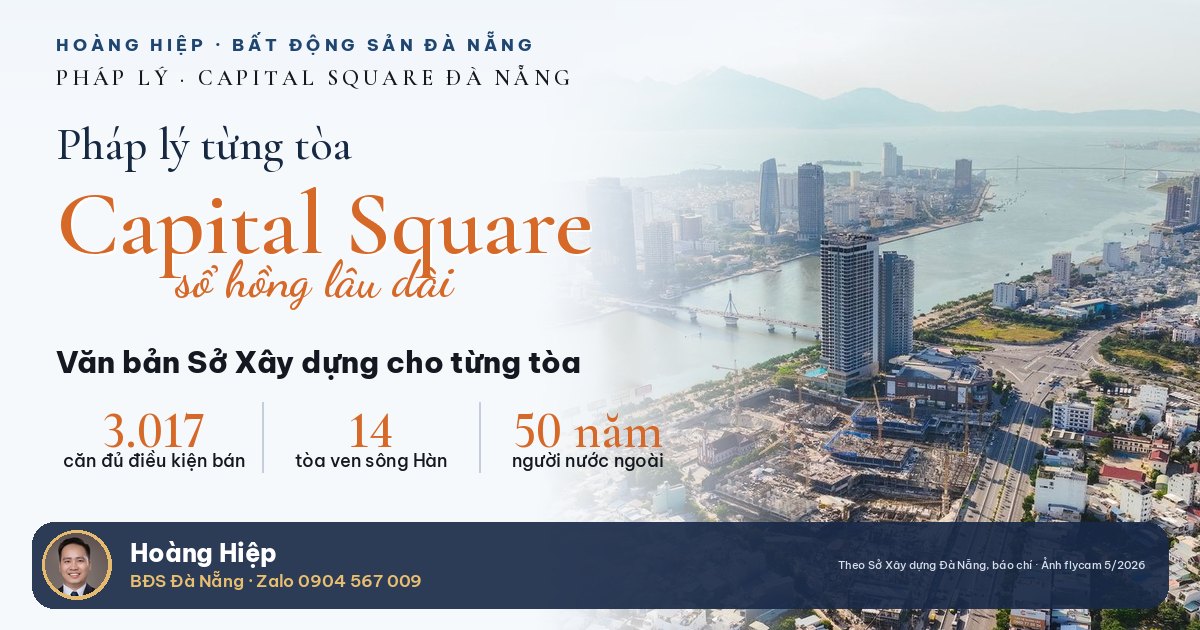 HOÀNG HIỆP · BẤT ĐỘNG SẢN ĐÀ NẴNG
PHÁP LÝ · CAPITAL SQUARE ĐÀ NẴNG
Pháp lý từng tòa
Capital Square
sổ hồng lâu dài
Văn bản Sở Xây dựng cho từng tòa
3.017
căn đủ điều kiện bán
14
tòa ven sông Hàn
50 năm
người nước ngoài
Hoàng Hiệp
BĐS Đà Nẵng · Zalo 0904 567 009
Theo Sở Xây dựng Đà Nẵng, báo chí · Ảnh flycam 5/2026